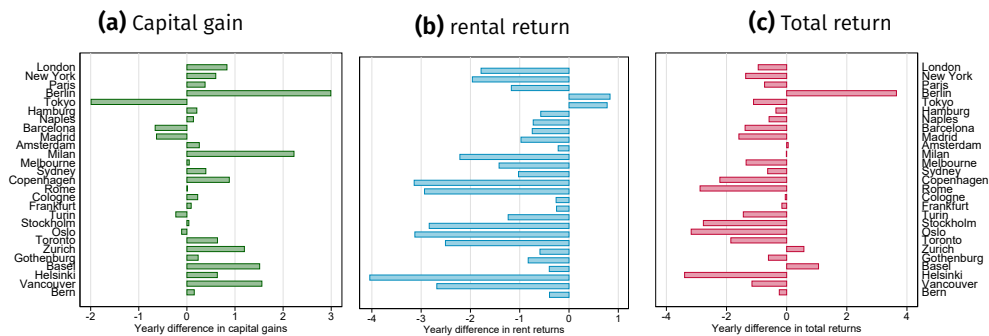 (a) Capital gain
(b) rental return
(c) Total return
London
New York
Paris
Berlin
Tokyo
Hamburg
Naples
Barcelona
Madrid
Amsterdam
Milan
Melbourne
Sydney
Copenhagen
Rome
Cologne
Frankfurt
Turin
Stockholm
Oslo
Toronto
Zurich
Gothenburg
Basel
Helsinki
Vancouver
Bern
-2 -1 0 1 2 3
Yearly difference in capital gains
-4 -3 -2 -1 0 1
Yearly difference in rent returns
London
New York
Paris
Berlin
Tokyo
Hamburg
Naples
Barcelona
Madrid
Amsterdam
Milan
Melbourne
Sydney
Copenhagen
Rome
Cologne
Frankfurt
Turin
Stockholm
Oslo
Toronto
Zurich
Gothenburg
Basel
Helsinki
Vancouver
Bern
-4 -2 0 2 4
Yearly difference in total returns